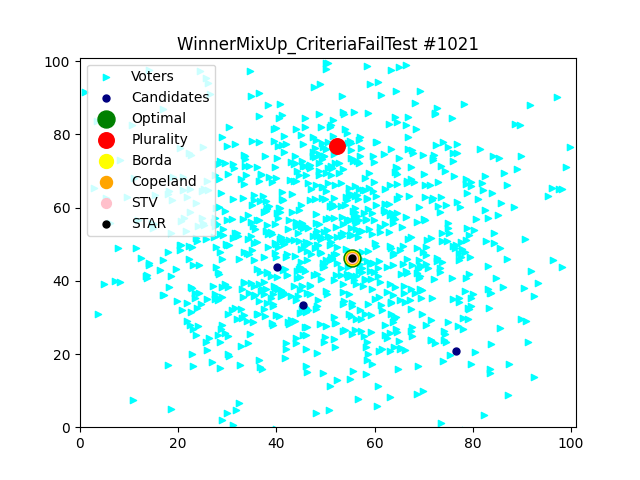 WinnerMixUp_CriteriaFailTest #1021
100
80
60
40
20
0
0 20 40 60 80 100
Voters
Candidates
Optimal
Plurality
Borda
Copeland
STV
STAR